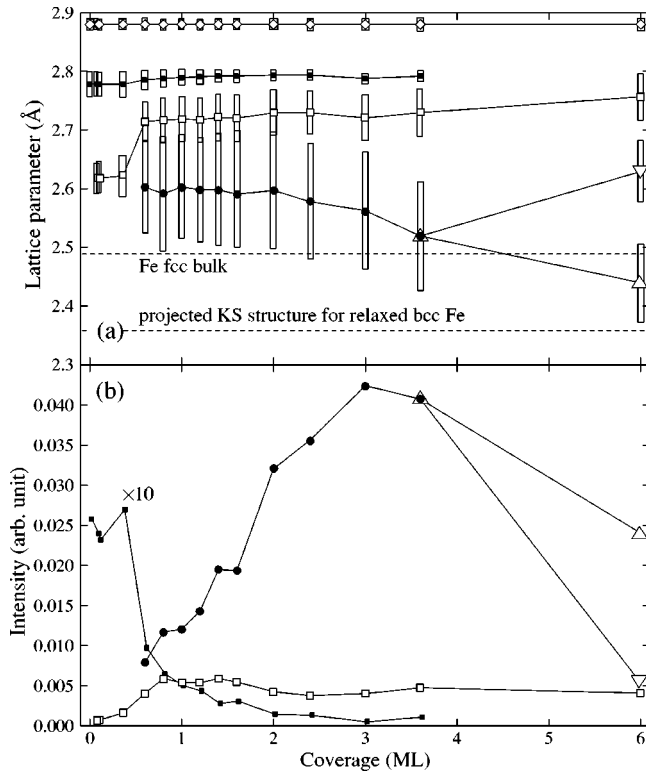 2.9
2.8
2.7
2.6
2.5
2.4
2.3
Lattice parameter (Å)
Fe fcc bulk
projected KS structure for relaxed bcc Fe
(a)
(b)
×10
0.040
0.035
0.030
0.025
0.020
0.015
0.010
0.005
0.000
Intensity (arb. unit)
0 1 2 3 4 5 6
Coverage (ML)